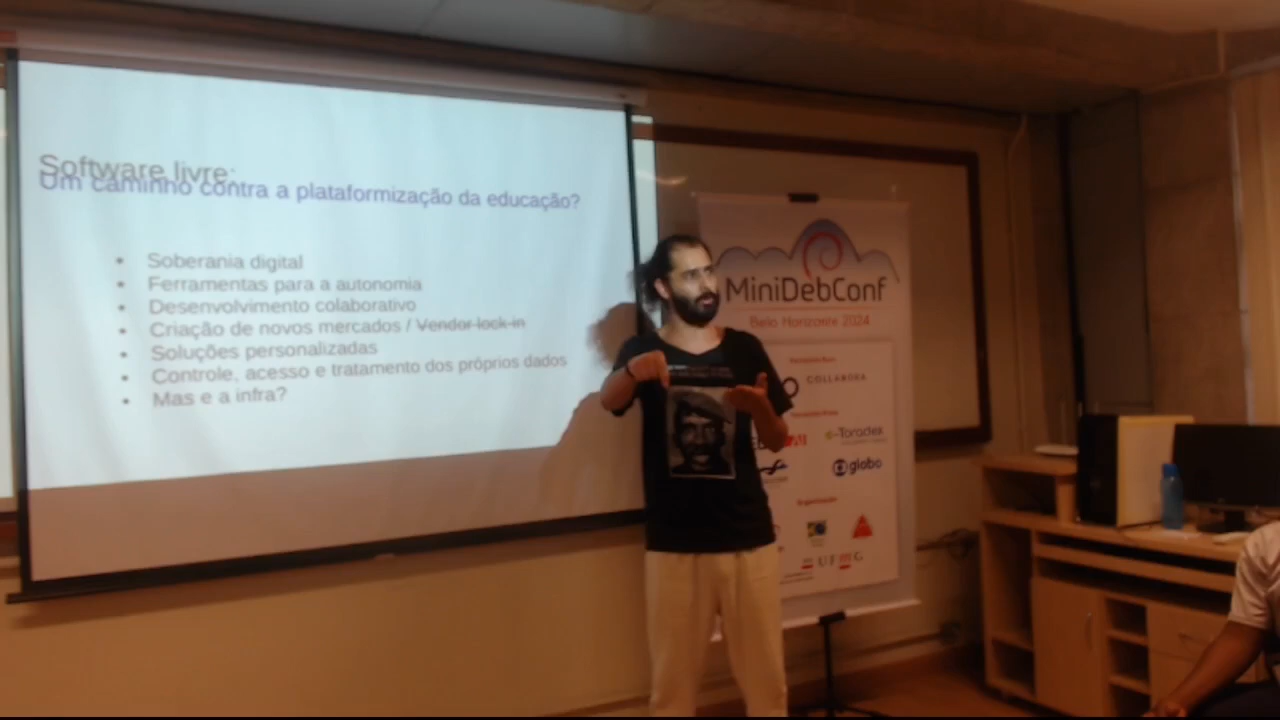 Software livre:
Um caminho contra a plataformização da educação?
• Soberania digital
• Ferramentas para a autonomia
• Desenvolvimento colaborativo
• Criação de novos mercados / Vendor lock-in
• Soluções personalizadas
• Controle, acesso e tratamento dos próprios dados
• Mas e a infra?
MiniDebConf
Belo Horizonte 2024
COLLABORA
Toradex
globo
Organização
UFMG